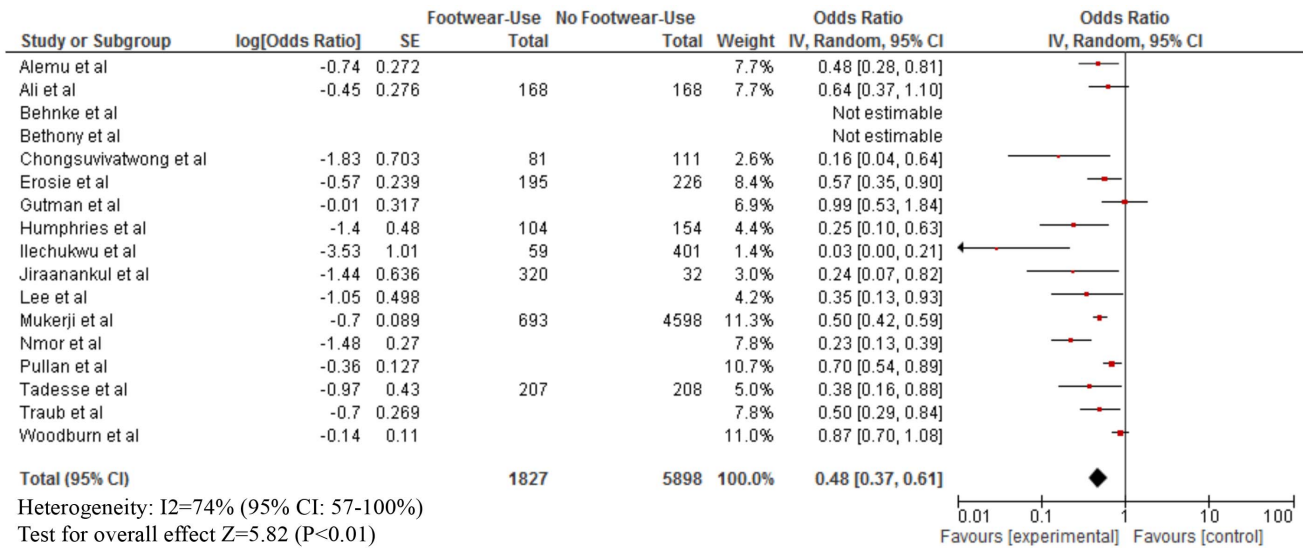 Footwear-Use No Footwear-Use Odds Ratio Odds Ratio
Study or Subgroup log[Odds Ratio] SE Total Total Weight IV, Random, 95% CI IV, Random, 95% CI
Alemu et al -0.74 0.272 7.7% 0.48 [0.28, 0.81]
Ali et al -0.45 0.276 168 168 7.7% 0.64 [0.37, 1.10]
Behnke et al Not estimable
Bethony et al Not estimable
Chongsuvivatwong et al -1.83 0.703 81 111 2.6% 0.16 [0.04, 0.64]
Erosie et al -0.57 0.239 195 226 8.4% 0.57 [0.35, 0.90]
Gutman et al -0.01 0.317 6.9% 0.99 [0.53, 1.84]
Humphries et al -1.4 0.48 104 154 4.4% 0.25 [0.10, 0.63]
Ilechukwu et al -3.53 1.01 59 401 1.4% 0.03 [0.00, 0.21]
Jiraanankul et al -1.44 0.636 320 32 3.0% 0.24 [0.07, 0.82]
Lee et al -1.05 0.498 4.2% 0.35 [0.13, 0.93]
Mukerji et al -0.7 0.089 693 4598 11.3% 0.50 [0.42, 0.59]
Nmor et al -1.48 0.27 7.8% 0.23 [0.13, 0.39]
Pullan et al -0.36 0.127 10.7% 0.70 [0.54, 0.89]
Tadesse et al -0.97 0.43 207 208 5.0% 0.38 [0.16, 0.88]
Traub et al -0.7 0.269 7.8% 0.50 [0.29, 0.84]
Woodburn et al -0.14 0.11 11.0% 0.87 [0.70, 1.08]
Total (95% CI) 1827 5898 100.0% 0.48 [0.37, 0.61]
Heterogeneity: I2=74% (95% CI: 57-100%)
Test for overall effect Z=5.82 (P<0.01)
0.01 0.1 1 10 100
Favours [experimental] Favours [control]